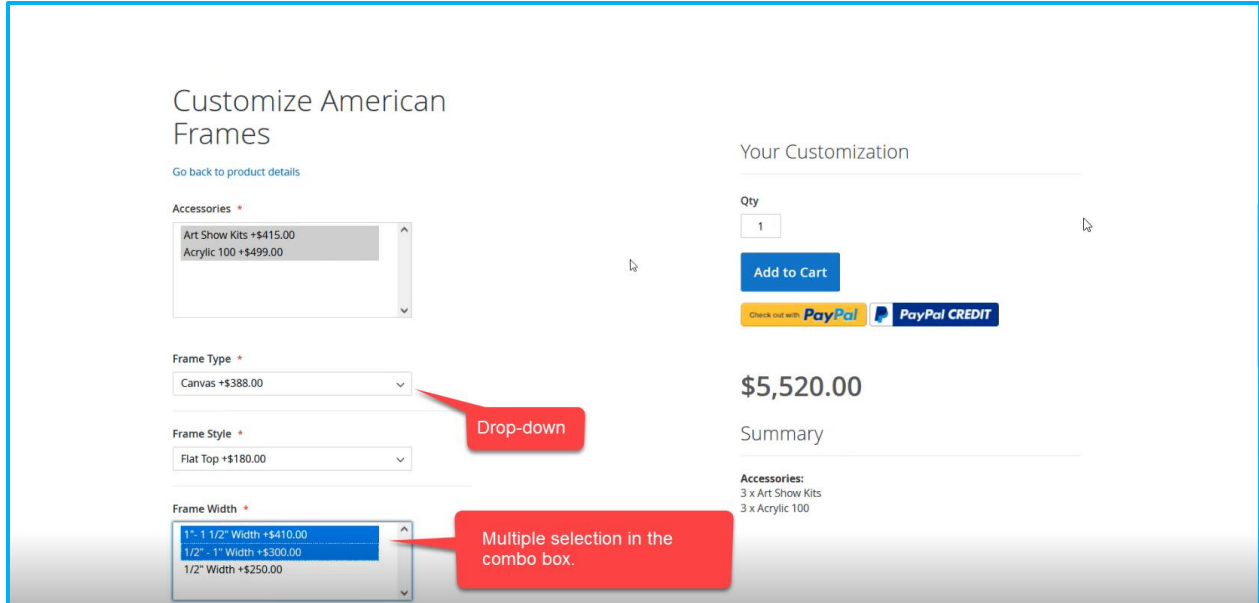 Customize American
Frames
Go back to product details
Accessories *
Art Show Kits +$415.00
Acrylic 100 +$499.00
Frame Type *
Canvas +$388.00
Drop-down
Frame Style *
Flat Top +$180.00
Frame Width *
1"- 1 1/2" Width +$410.00
1/2" - 1" Width +$300.00
1/2" Width +$250.00
Multiple selection in the
combo box.
Your Customization
Qty
1
Add to Cart
Check out with PayPal
PayPal CREDIT
$5,520.00
Summary
Accessories:
3 x Art Show Kits
3 x Acrylic 100